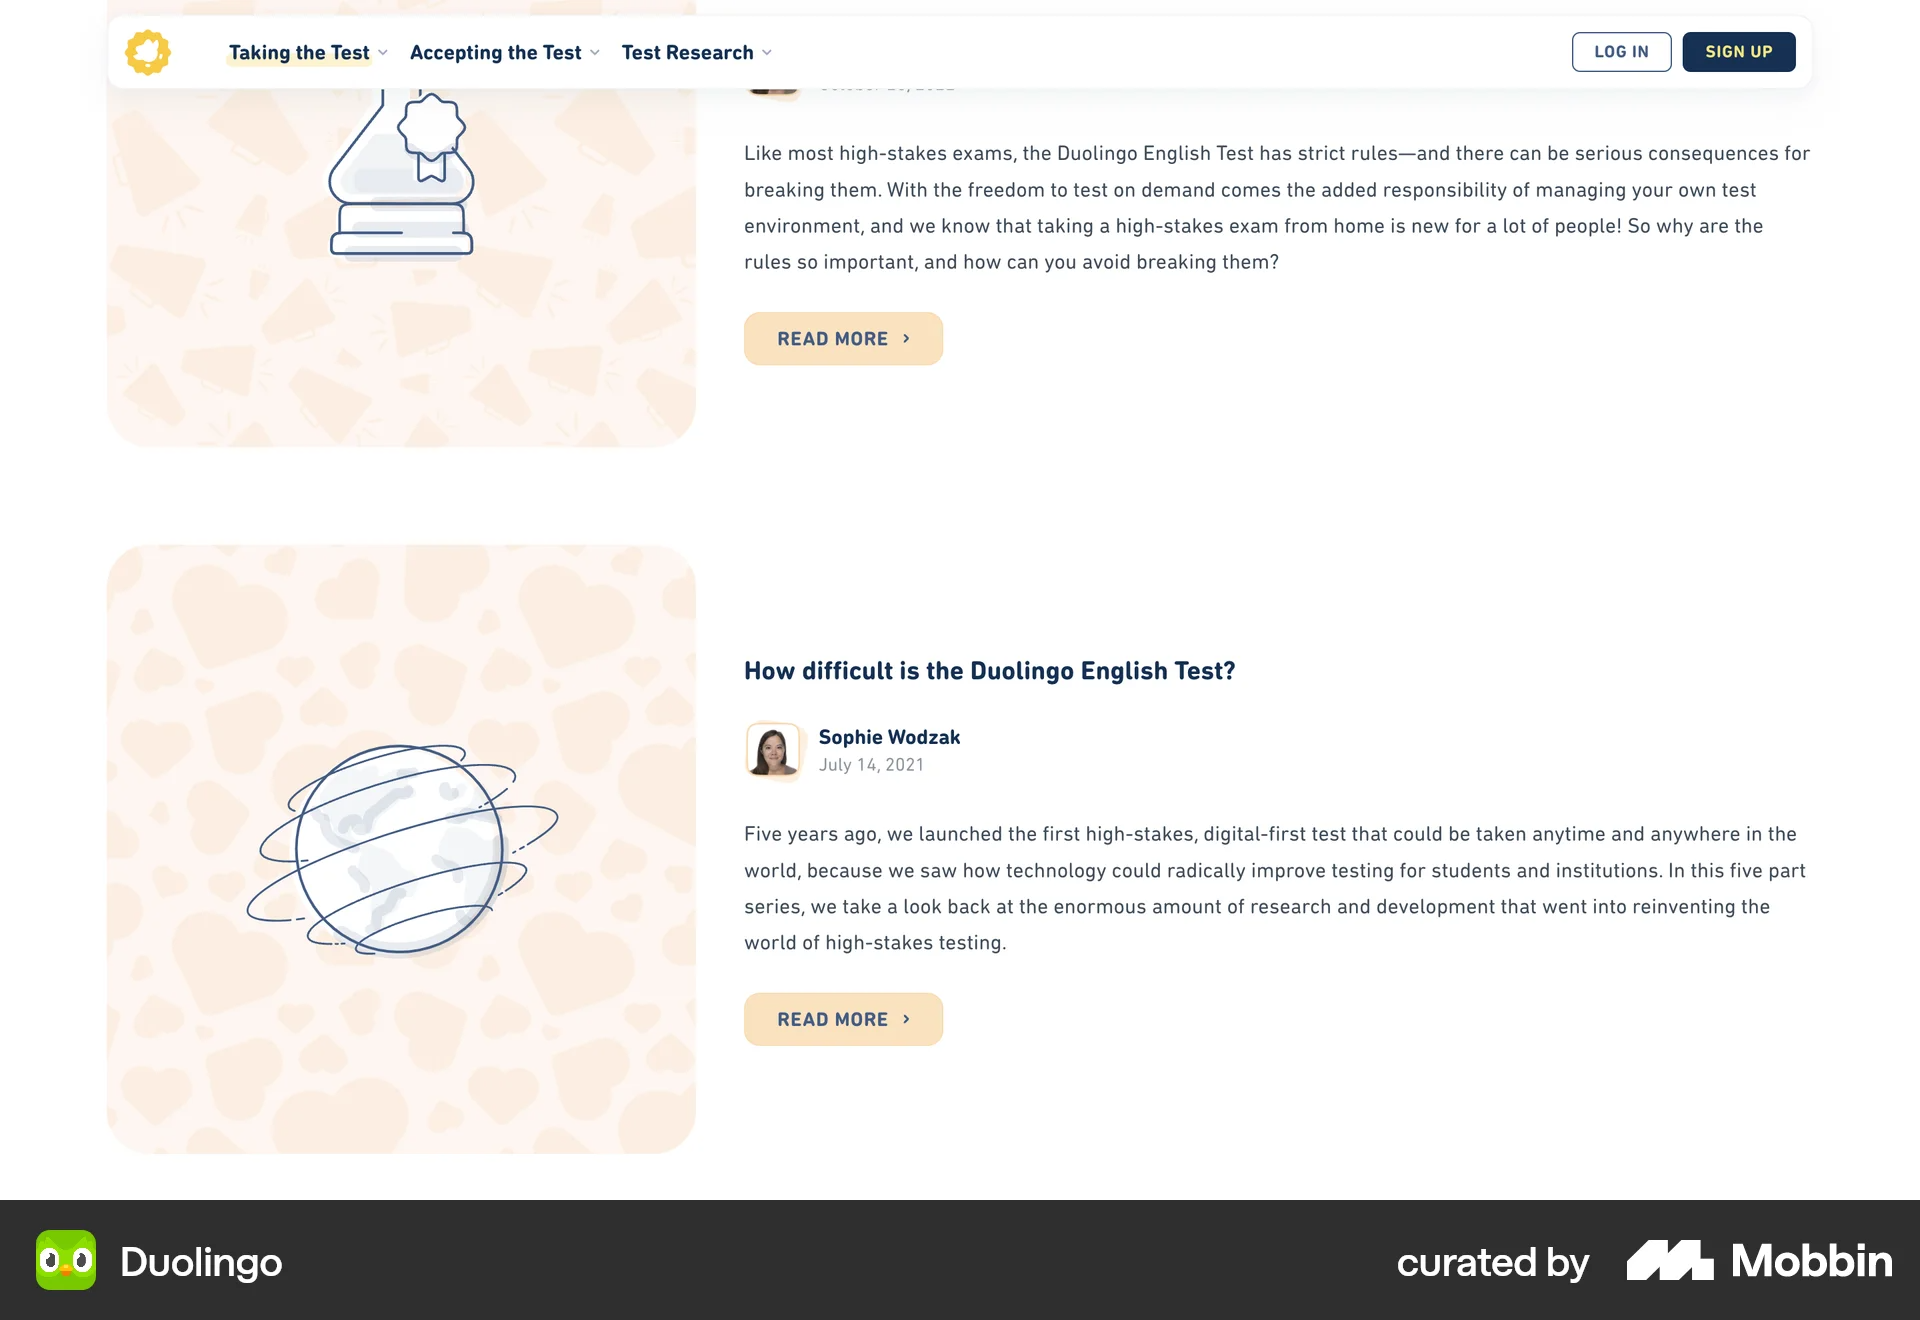 Taking the Test
Accepting the Test
Test Research
LOG IN
SIGN UP
Like most high-stakes exams, the Duolingo English Test has strict rules—and there can be serious consequences for
breaking them. With the freedom to test on demand comes the added responsibility of managing your own test
environment, and we know that taking a high-stakes exam from home is new for a lot of people! So why are the
rules so important, and how can you avoid breaking them?
READ MORE
How difficult is the Duolingo English Test?
Sophie Wodzak
July 14, 2021
Five years ago, we launched the first high-stakes, digital-first test that could be taken anytime and anywhere in the
world, because we saw how technology could radically improve testing for students and institutions. In this five part
series, we take a look back at the enormous amount of research and development that went into reinventing the
world of high-stakes testing.
READ MORE
Duolingo
curated by
Mobbin